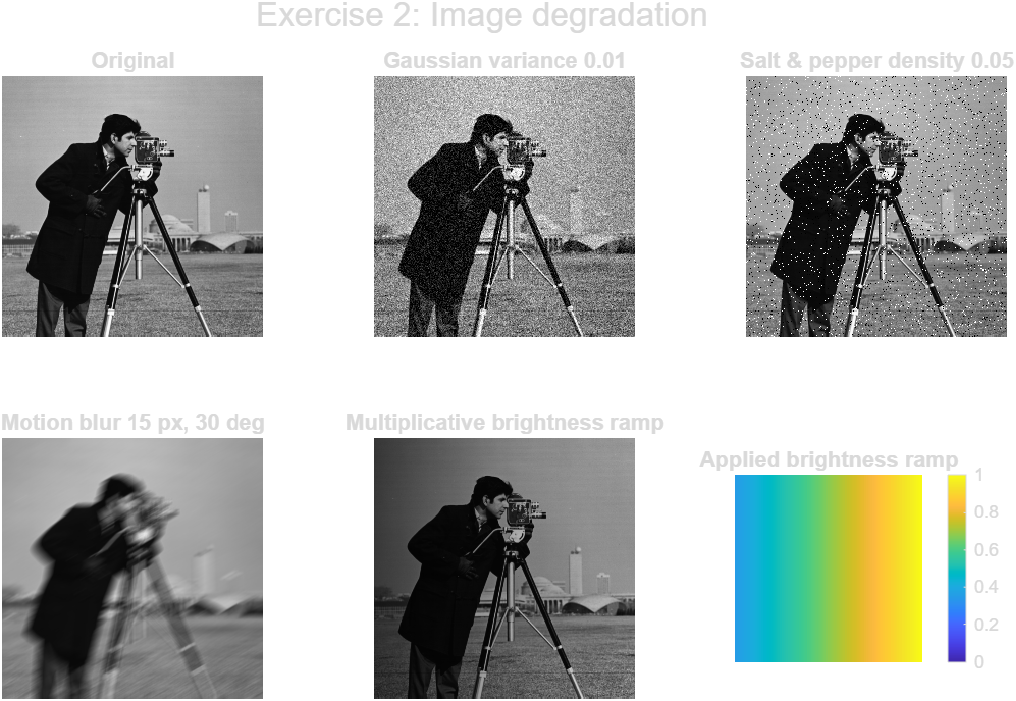 Exercise 2: Image degradation
Original
Gaussian variance 0.01
Salt & pepper density 0.05
Motion blur 15 px, 30 deg
Multiplicative brightness ramp
Applied brightness ramp
1
0.8
0.6
0.4
0.2
0